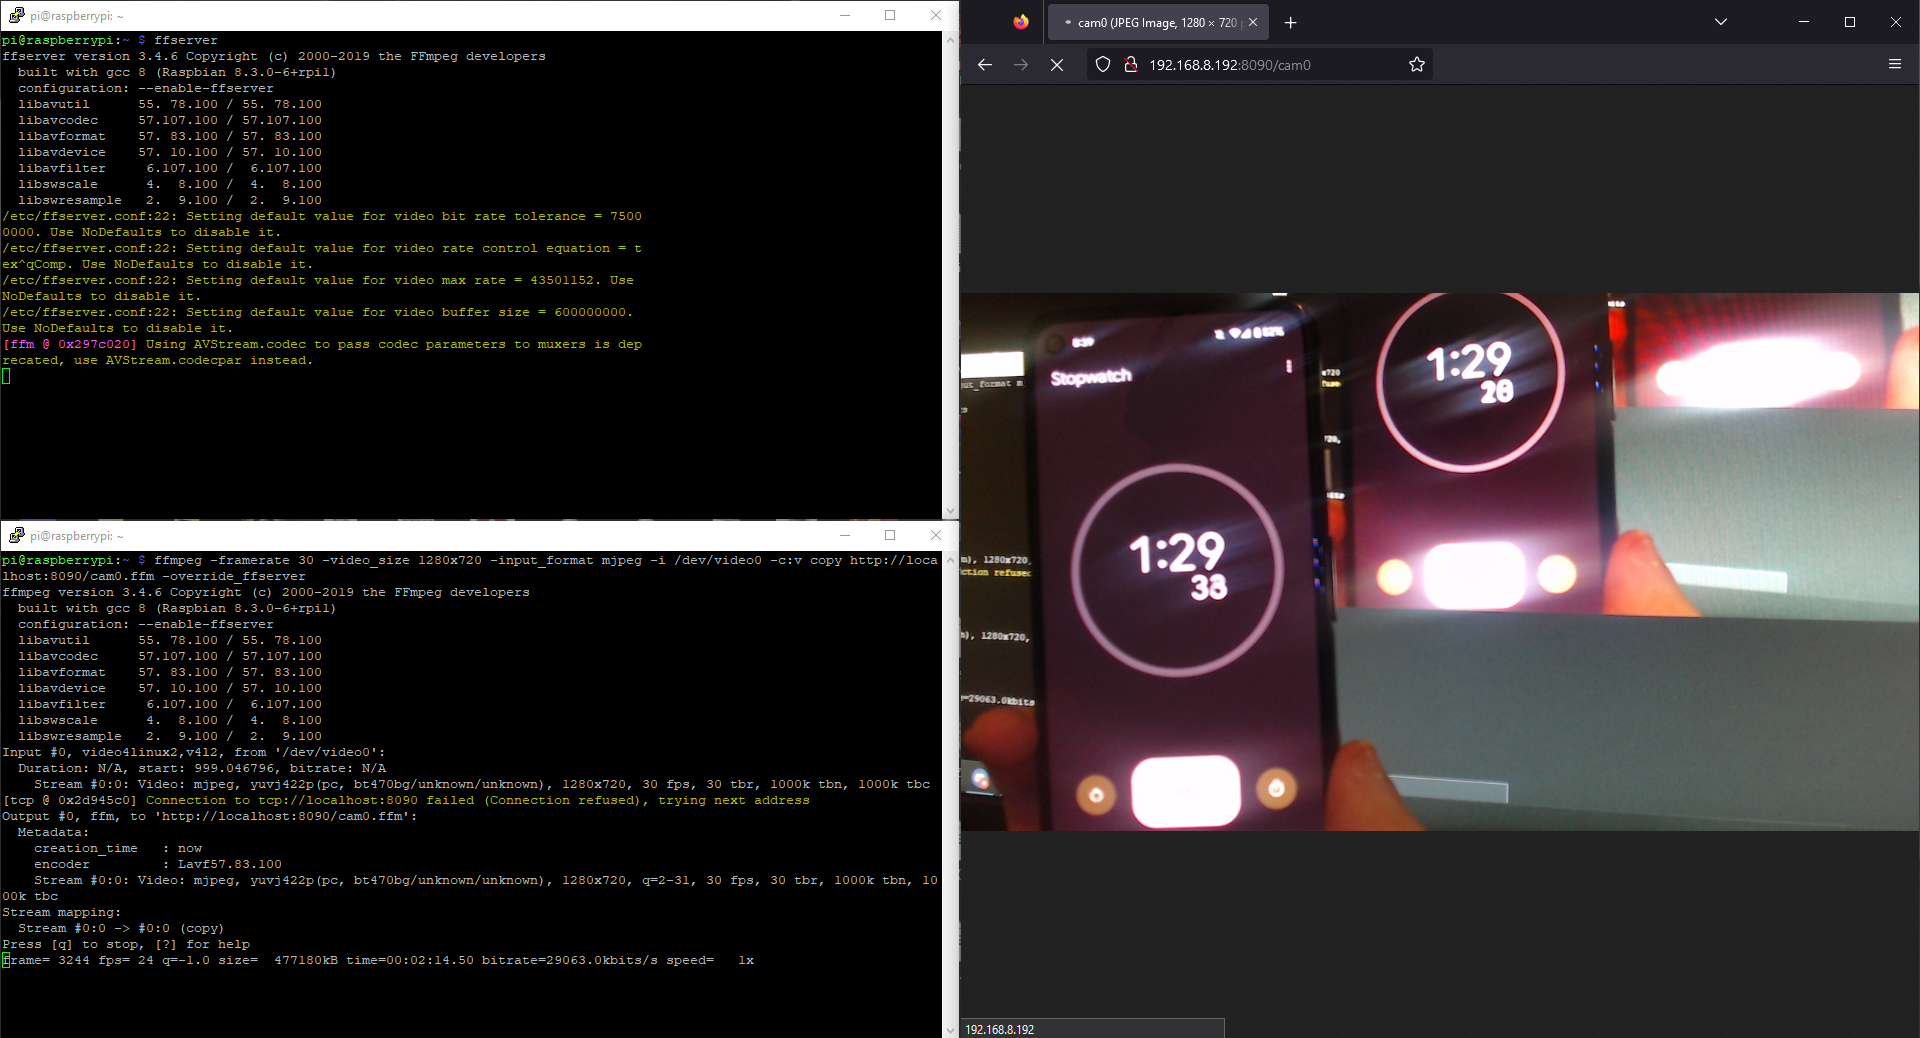 pi@raspberrypi: ~
pi@raspberrypi:~ $ ffserver
ffserver version 3.4.6 Copyright (c) 2000-2019 the FFmpeg developers
built with gcc 8 (Raspbian 8.3.0-6+rpi1)
configuration: --enable-ffserver
libavutil      55. 78.100 / 55. 78.100
libavcodec     57.107.100 / 57.107.100
libavformat    57. 83.100 / 57. 83.100
libavdevice    57. 10.100 / 57. 10.100
libavfilter     6.107.100 /  6.107.100
libswscale      4.  8.100 /  4.  8.100
libswresample   2.  9.100 /  2.  9.100
/etc/ffserver.conf:22: Setting default value for video bit rate tolerance = 7500
0000. Use NoDefaults to disable it.
/etc/ffserver.conf:22: Setting default value for video rate control equation = t
ex^qComp. Use NoDefaults to disable it.
/etc/ffserver.conf:22: Setting default value for video max rate = 43501152. Use
NoDefaults to disable it.
/etc/ffserver.conf:22: Setting default value for video buffer size = 600000000.
Use NoDefaults to disable it.
[ffm @ 0x297c020] Using AVStream.codec to pass codec parameters to muxers is dep
recated, use AVStream.codecpar instead.
pi@raspberrypi: ~
pi@raspberrypi:~ $ ffmpeg -framerate 30 -video_size 1280x720 -input_format mjpeg -i /dev/video0 -c:v copy http://loca
lhost:8090/cam0.ffm -override_ffserver
ffmpeg version 3.4.6 Copyright (c) 2000-2019 the FFmpeg developers
built with gcc 8 (Raspbian 8.3.0-6+rpi1)
configuration: --enable-ffserver
libavutil      55. 78.100 / 55. 78.100
libavcodec     57.107.100 / 57.107.100
libavformat    57. 83.100 / 57. 83.100
libavdevice    57. 10.100 / 57. 10.100
libavfilter     6.107.100 /  6.107.100
libswscale      4.  8.100 /  4.  8.100
libswresample   2.  9.100 /  2.  9.100
Input #0, video4linux2,v4l2, from '/dev/video0':
Duration: N/A, start: 999.046796, bitrate: N/A
Stream #0:0: Video: mjpeg, yuvj422p(pc, bt470bg/unknown/unknown), 1280x720, 30 fps, 30 tbr, 1000k tbn, 1000k tbc
[tcp @ 0x2d945c0] Connection to tcp://localhost:8090 failed (Connection refused), trying next address
Output #0, ffm, to 'http://localhost:8090/cam0.ffm':
Metadata:
creation_time   : now
encoder         : Lavf57.83.100
Stream #0:0: Video: mjpeg, yuvj422p(pc, bt470bg/unknown/unknown), 1280x720, q=2-31, 30 fps, 30 tbr, 1000k tbn, 10
00k tbc
Stream mapping:
Stream #0:0 -> #0:0 (copy)
Press [q] to stop, [?] for help
frame= 3244 fps= 24 q=-1.0 size=  477180kB time=00:02:14.50 bitrate=29063.0kbits/s speed=   1x
cam0 (JPEG Image, 1280 × 720 p
192.168.8.192:8090/cam0
Stopwatch
1:29
38
1:29
m), 1280x720,
ction refused
m), 1280x720,
=29063.0kbits
192.168.8.192